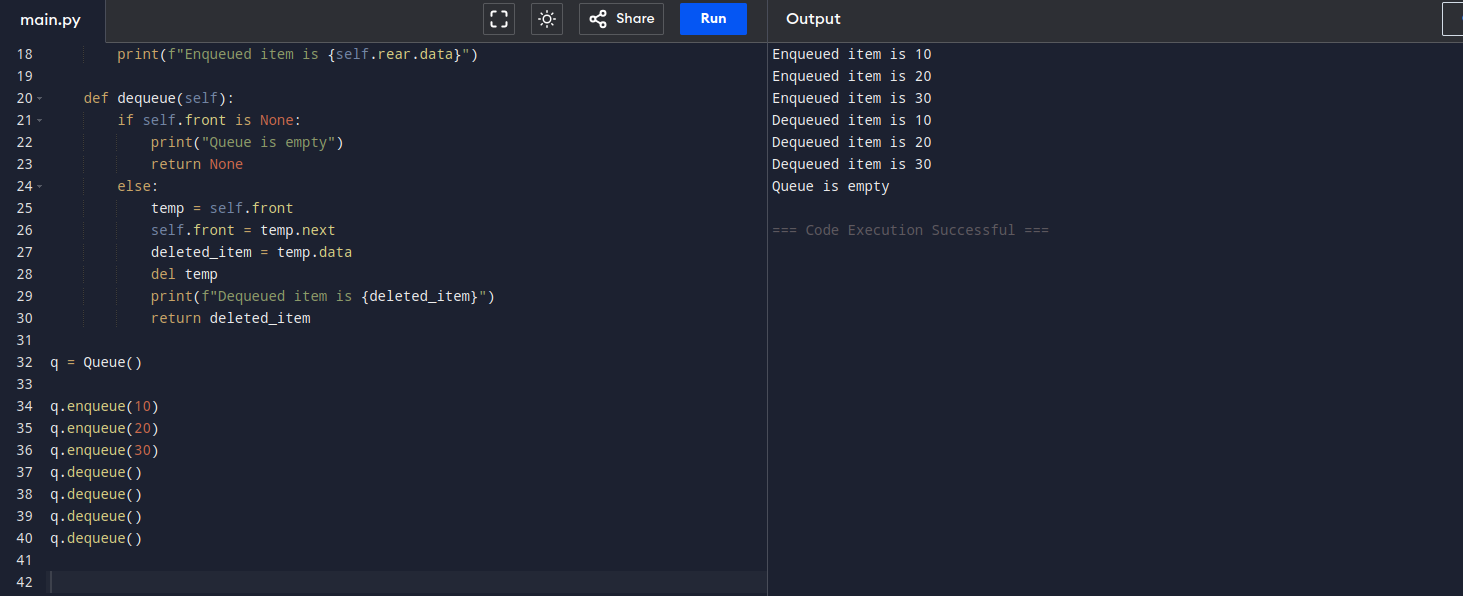 main.py
Share
Run
Output
18         print(f"Enqueued item is {self.rear.data}")
19
20     def dequeue(self):
21         if self.front is None:
22             print("Queue is empty")
23             return None
24         else:
25             temp = self.front
26             self.front = temp.next
27             deleted_item = temp.data
28             del temp
29             print(f"Dequeued item is {deleted_item}")
30             return deleted_item
31
32 q = Queue()
33
34 q.enqueue(10)
35 q.enqueue(20)
36 q.enqueue(30)
37 q.dequeue()
38 q.dequeue()
39 q.dequeue()
40 q.dequeue()
41
42
Enqueued item is 10
Enqueued item is 20
Enqueued item is 30
Dequeued item is 10
Dequeued item is 20
Dequeued item is 30
Queue is empty
=== Code Execution Successful ===